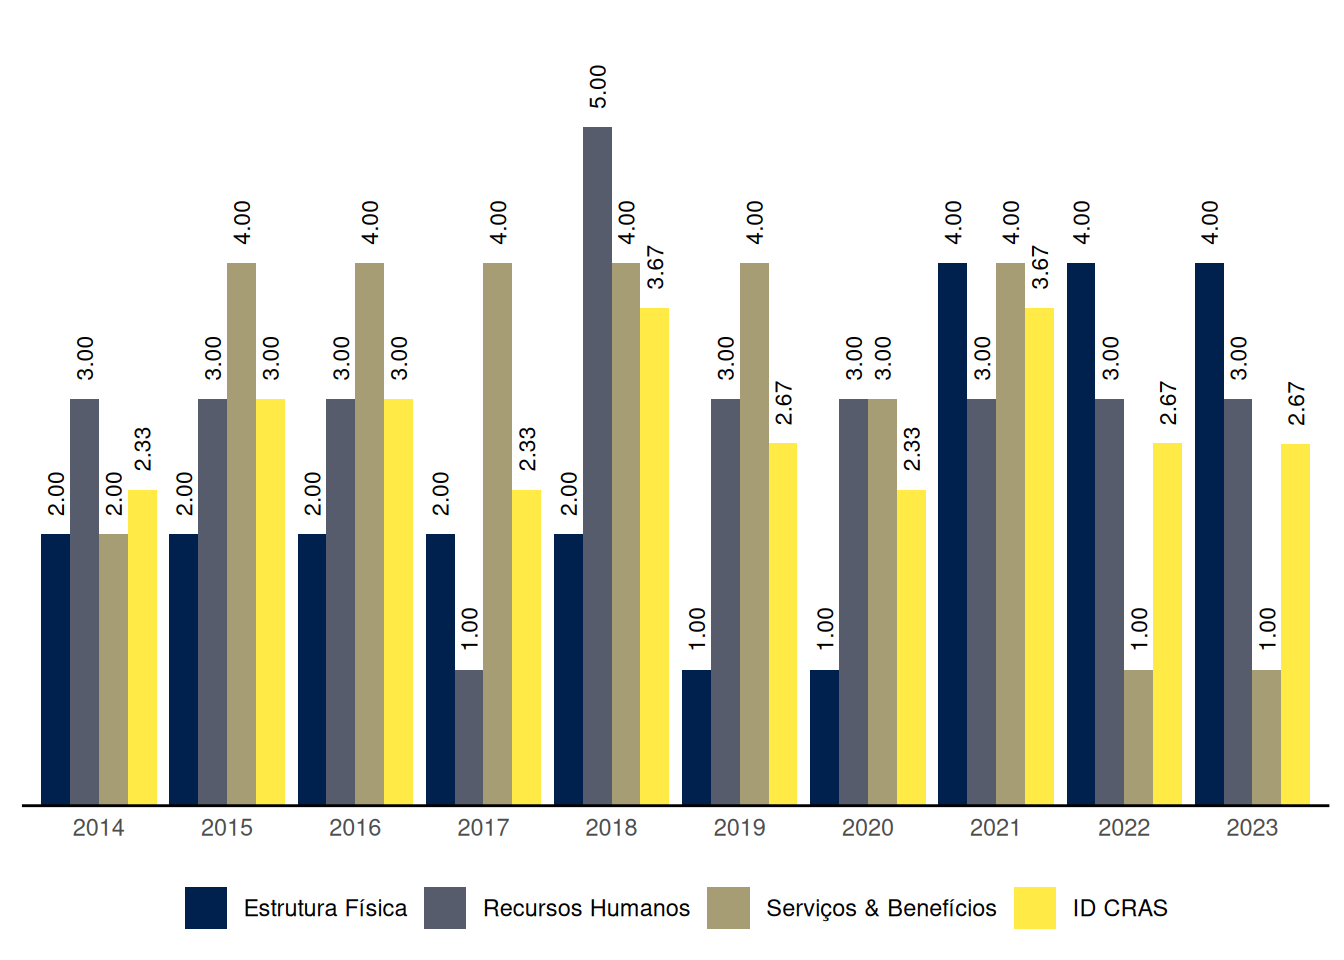 5.00
4.00 4.00 4.00 4.00 4.00 4.00 4.00 4.00 4.00
3.67 3.67
3.00 3.00 3.00 3.00 3.00 3.00 3.00 3.00 3.00 3.00 3.00
2.67 2.67 2.67
2.33 2.33 2.33
2.00 2.00 2.00 2.00 2.00 2.00
1.00 1.00 1.00 1.00 1.00
2014 2015 2016 2017 2018 2019 2020 2021 2022 2023
Estrutura Física Recursos Humanos Serviços & Benefícios ID CRAS